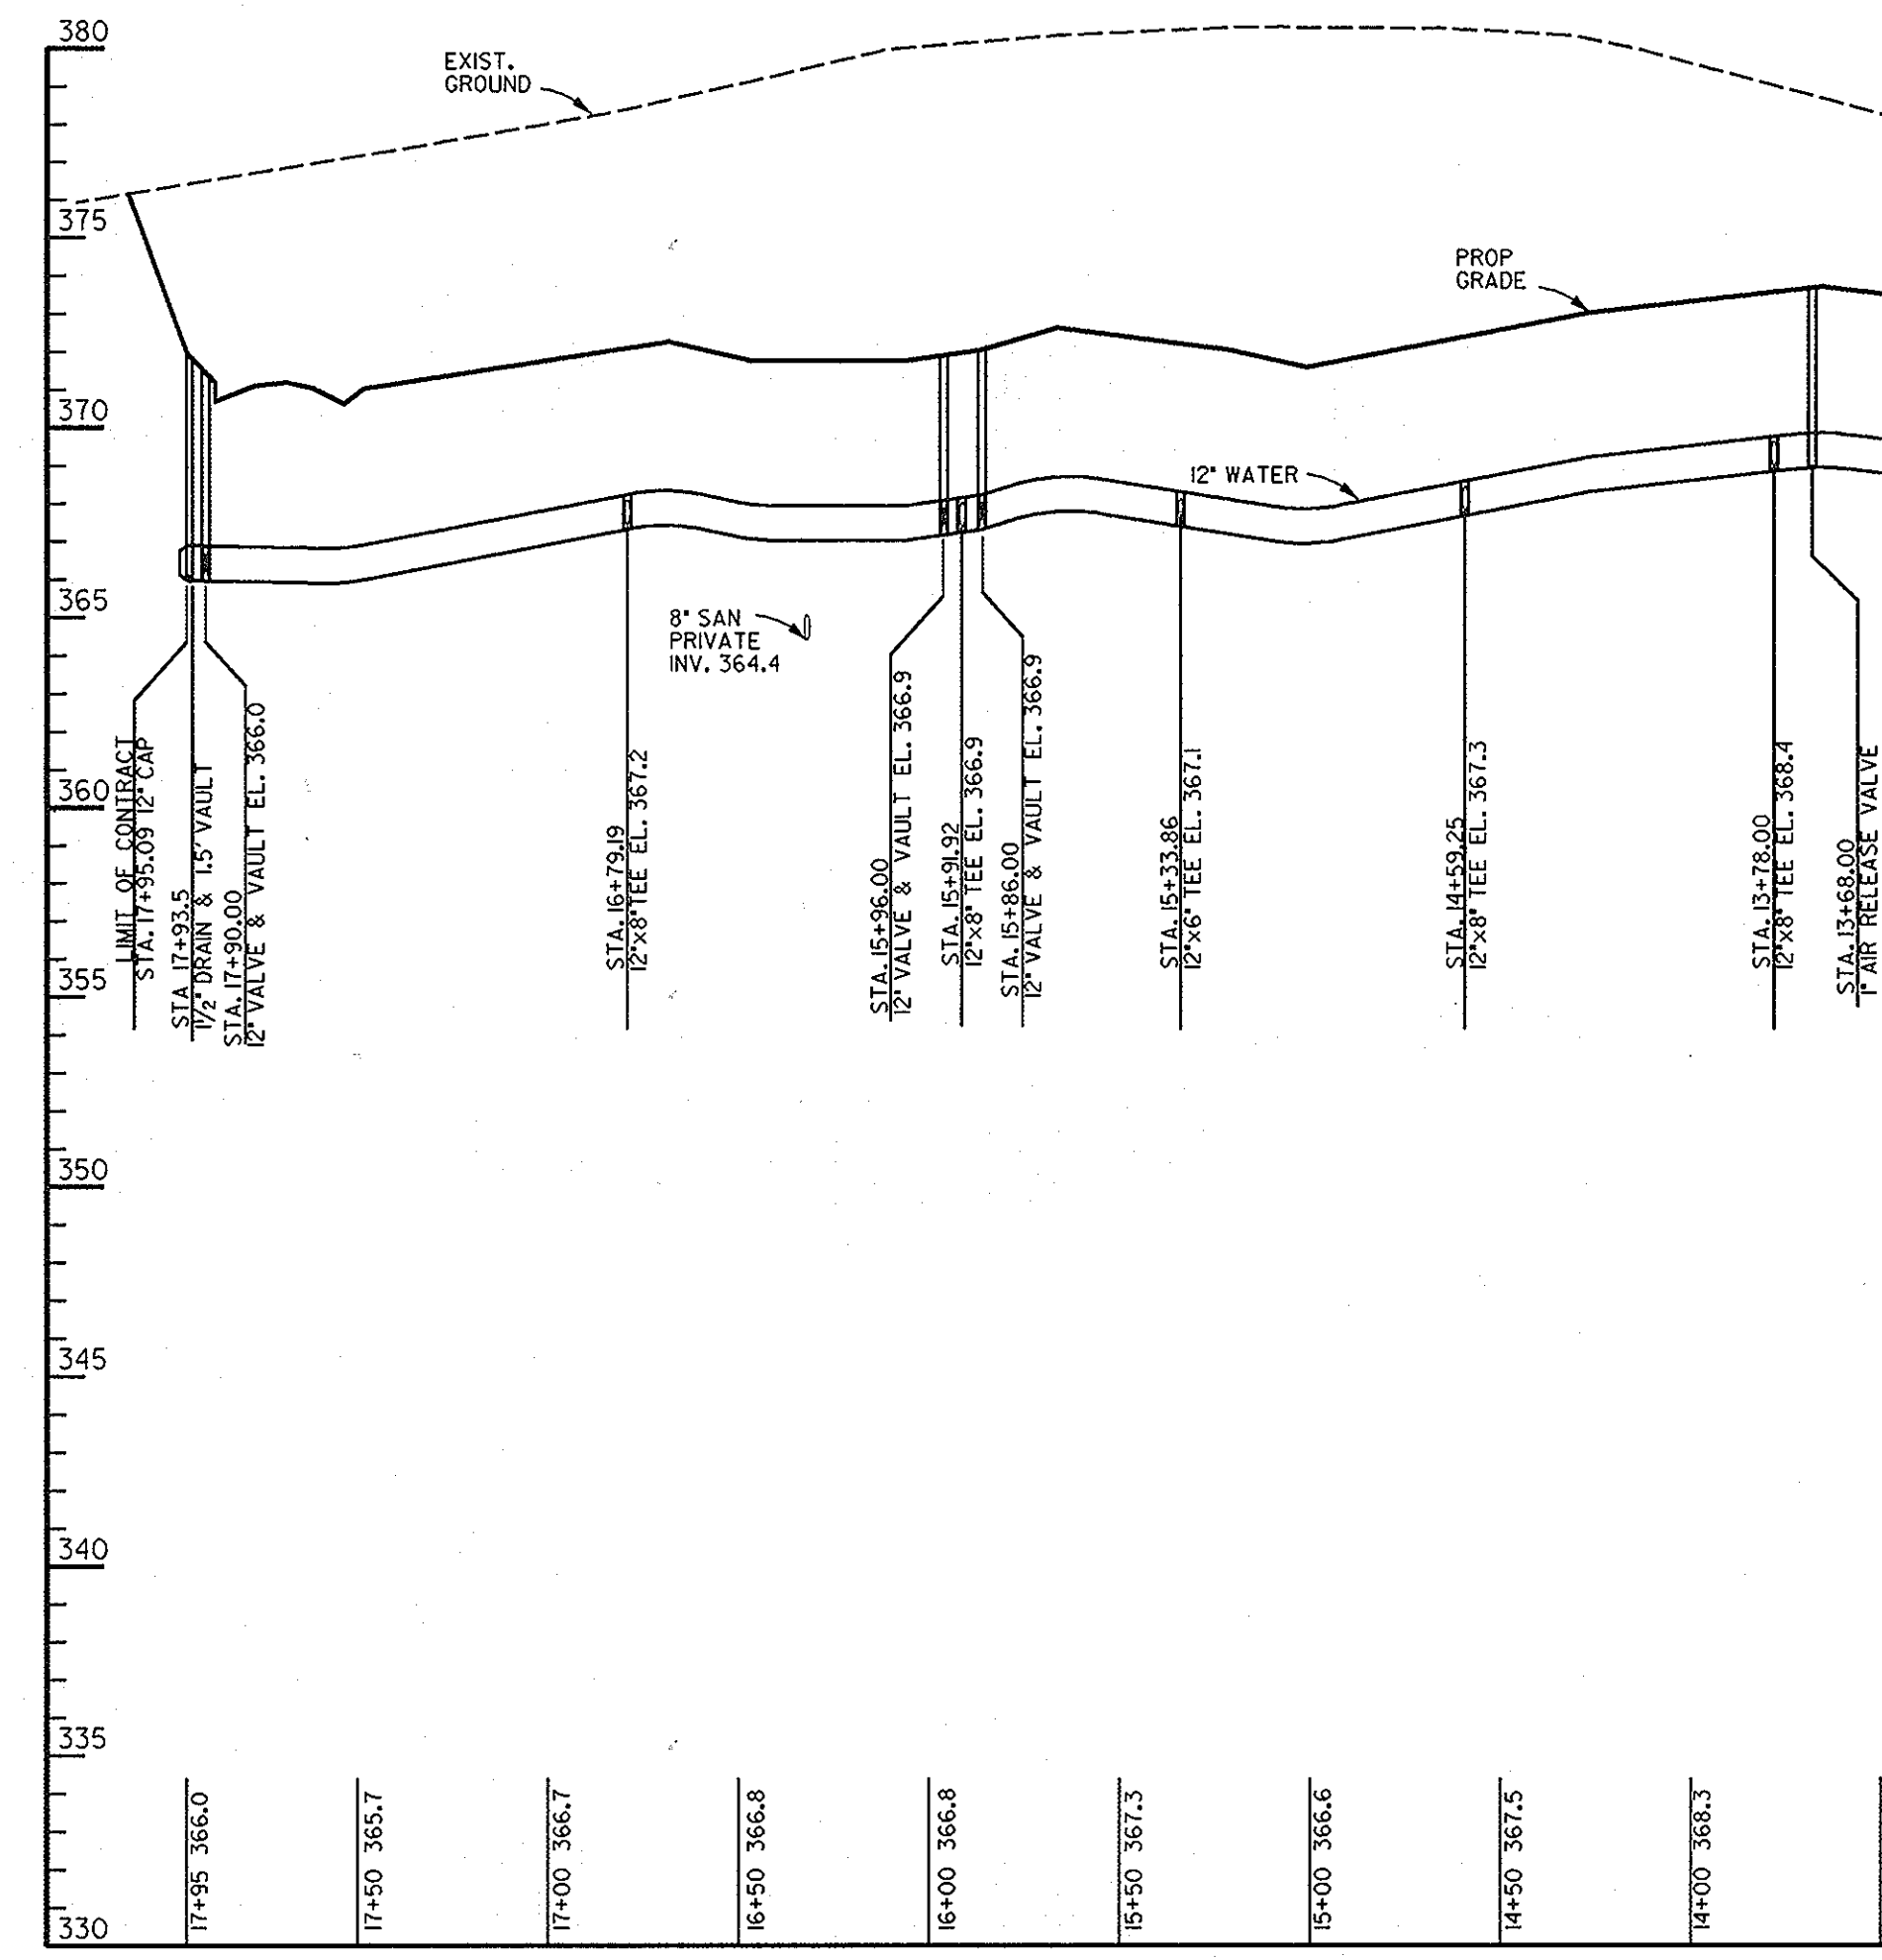 380
375
370
365
360
355
350
345
340
335
330
EXIST.
GROUND
PROP
GRADE
12" WATER
8" SAN
PRIVATE
INV. 364.4
LIMIT OF CONTRACT
STA. 17+95.09 12" CAP
STA 17+93.5
1 1/2" DRAIN & 1.5' VAULT
STA. 17+90.00
12" VALVE & VAULT EL. 366.0
STA. 16+79.19
12"x8" TEE EL. 367.2
STA. 15+96.00
12" VALVE & VAULT EL. 366.9
STA. 15+91.92
12"x8" TEE EL. 366.9
STA. 15+86.00
12" VALVE & VAULT EL. 366.9
STA. 15+33.86
12"x6" TEE EL. 367.1
STA. 14+59.25
12"x8" TEE EL. 367.3
STA. 13+78.00
12"x8" TEE EL. 368.4
STA. 13+68.00
1" AIR RELEASE VALVE
17+95 366.0
17+50 365.7
17+00 366.7
16+50 366.8
16+00 366.8
15+50 367.3
15+00 366.6
14+50 367.5
14+00 368.3